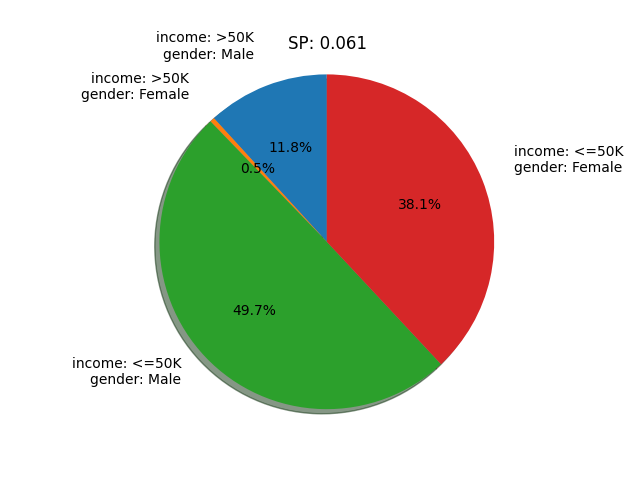 SP: 0.061
income: >50K
gender: Male
income: >50K
gender: Female
income: <=50K
gender: Male
income: <=50K
gender: Female
11.8%
0.5%
49.7%
38.1%